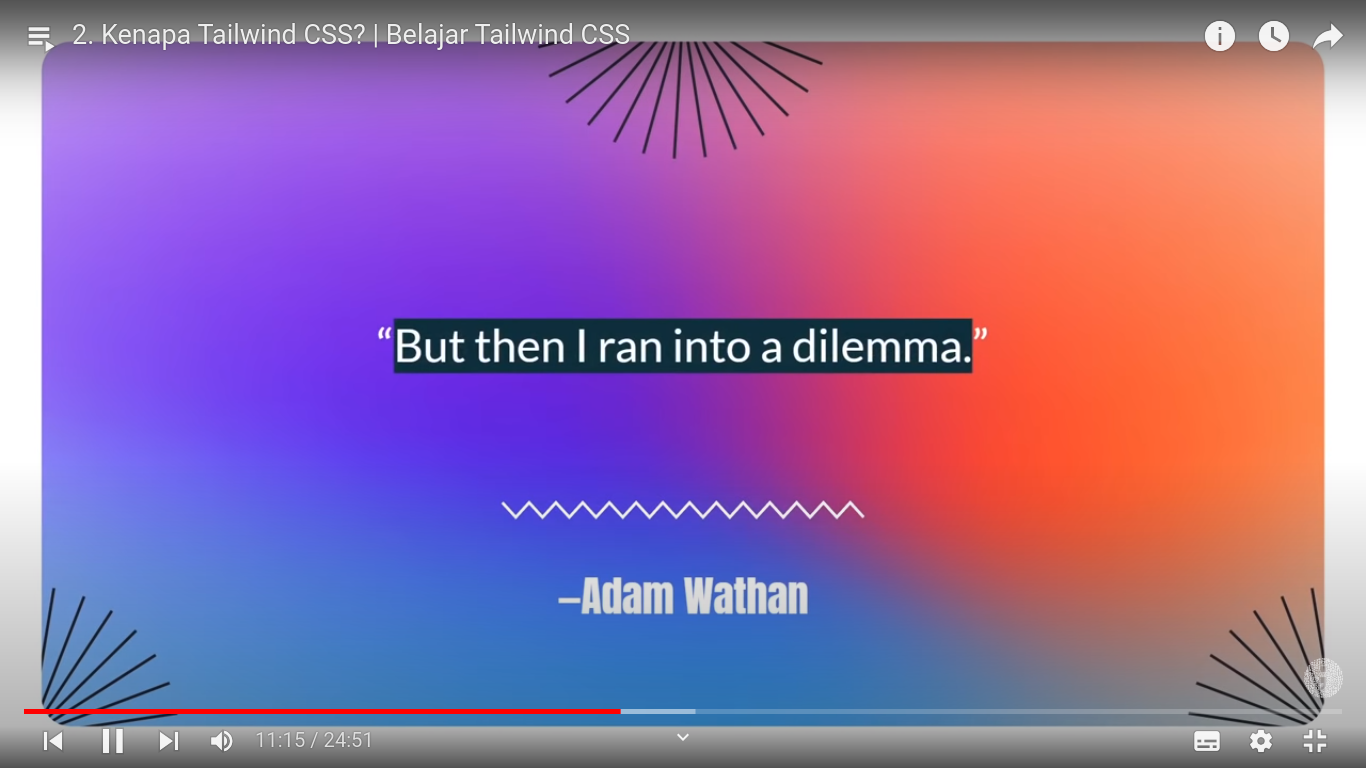 2. Kenapa Tailwind CSS? | Belajar Tailwind CSS
“But then I ran into a dilemma.”
–Adam Wathan
11:15 / 24:51